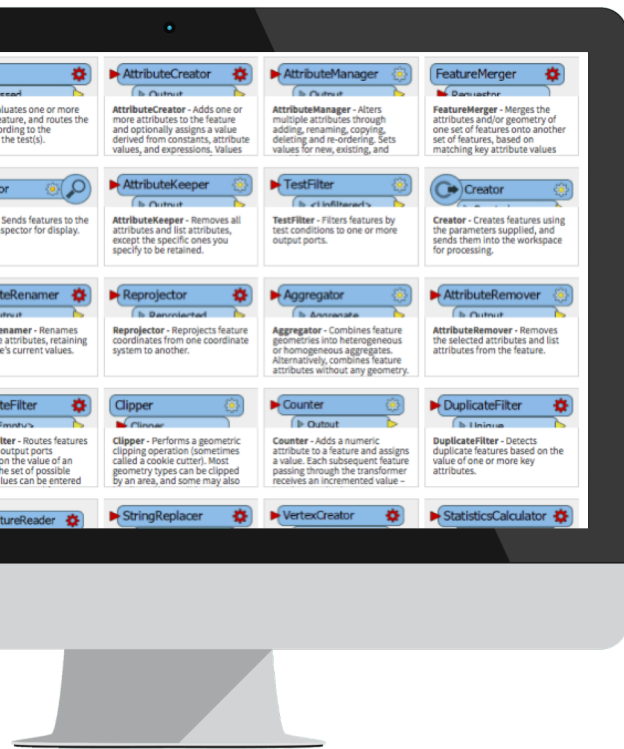 AttributeCreator
AttributeManager
FeatureMerger
Output
Output
Requestor
luates one or more
eature, and routes the
ording to the
the test(s).
AttributeCreator - Adds one or
more attributes to the feature
and optionally assigns a value
derived from constants, attribute
values, and expressions. Values
AttributeManager - Alters
multiple attributes through
adding, renaming, copying,
deleting and re-ordering. Sets
values for new, existing, and
FeatureMerger - Merges the
attributes and/or geometry of
one set of features onto another
set of features, based on
matching key attribute values
or
AttributeKeeper
TestFilter
Creator
Output
<Unfiltered>
Sends features to the
spector for display.
AttributeKeeper - Removes all
attributes and list attributes,
except the specific ones you
specify to be retained.
TestFilter - Filters features by
test conditions to one or more
output ports.
Creator - Creates features using
the parameters supplied, and
sends them into the workspace
for processing.
teRenamer
Reprojector
Aggregator
AttributeRemover
utput
Reprojected
Aggregate
Output
enamer - Renames
e attributes, retaining
e's current values.
Reprojector - Reprojects feature
coordinates from one coordinate
system to another.
Aggregator - Combines feature
geometries into heterogeneous
or homogeneous aggregates.
Alternatively, combines feature
attributes without any geometry.
AttributeRemover - Removes
the selected attributes and list
attributes from the feature.
teFilter
Clipper
Counter
DuplicateFilter
Empty>
Clipper
Output
Unique
lter - Routes features
output ports
on the value of an
he set of possible
lues can be entered
Clipper - Performs a geometric
clipping operation (sometimes
called a cookie cutter). Most
geometry types can be clipped
by an area, and some may also
Counter - Adds a numeric
attribute to a feature and assigns
a value. Each subsequent feature
passing through the transformer
receives an incremented value –
DuplicateFilter - Detects
duplicate features based on the
value of one or more key
attributes.
tureReader
StringReplacer
VertexCreator
StatisticsCalculator